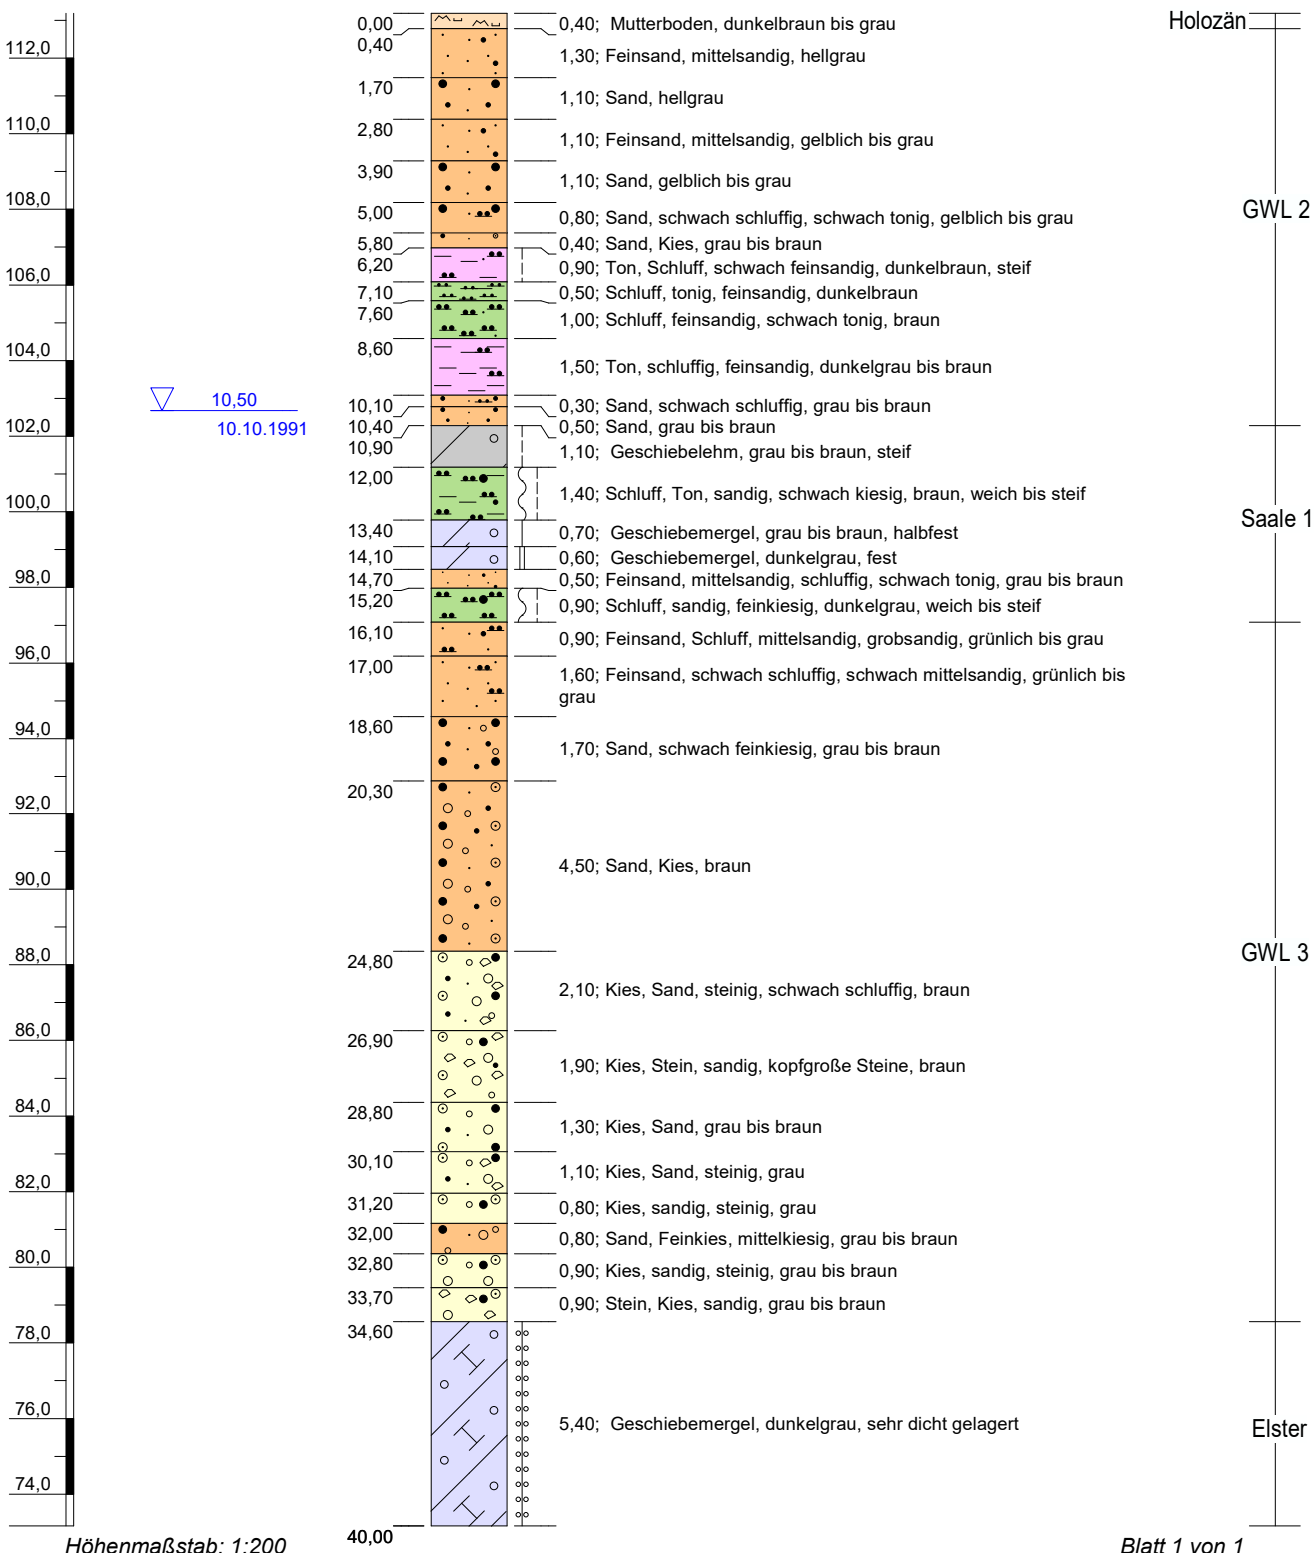 0,00 0,40; Mutterboden, dunkelbraun bis grau Holozän
0,40
112,0 1,30; Feinsand, mittelsandig, hellgrau
1,70 1,10; Sand, hellgrau
110,0
2,80 1,10; Feinsand, mittelsandig, gelblich bis grau
3,90 1,10; Sand, gelblich bis grau
108,0 GWL 2
5,00 0,80; Sand, schwach schluffig, schwach tonig, gelblich bis grau
5,80 0,40; Sand, Kies, grau bis braun
6,20 0,90; Ton, Schluff, schwach feinsandig, dunkelbraun, steif
106,0
7,10 0,50; Schluff, tonig, feinsandig, dunkelbraun
7,60 1,00; Schluff, feinsandig, schwach tonig, braun
104,0
8,60 1,50; Ton, schluffig, feinsandig, dunkelgrau bis braun
10,50
10.10.1991
10,10 0,30; Sand, schwach schluffig, grau bis braun
102,0
10,40 0,50; Sand, grau bis braun
10,90 1,10; Geschiebelehm, grau bis braun, steif
12,00 1,40; Schluff, Ton, sandig, schwach kiesig, braun, weich bis steif
100,0 Saale 1
13,40 0,70; Geschiebemergel, grau bis braun, halbfest
14,10 0,60; Geschiebemergel, dunkelgrau, fest
98,0
14,70 0,50; Feinsand, mittelsandig, schluffig, schwach tonig, grau bis braun
15,20 0,90; Schluff, sandig, feinkiesig, dunkelgrau, weich bis steif
16,10 0,90; Feinsand, Schluff, mittelsandig, grobsandig, grünlich bis grau
96,0
17,00 1,60; Feinsand, schwach schluffig, schwach mittelsandig, grünlich bis
grau
94,0
18,60 1,70; Sand, schwach feinkiesig, grau bis braun
92,0
20,30 4,50; Sand, Kies, braun
90,0
88,0 GWL 3
24,80 2,10; Kies, Sand, steinig, schwach schluffig, braun
86,0
26,90 1,90; Kies, Stein, sandig, kopfgroße Steine, braun
84,0
28,80 1,30; Kies, Sand, grau bis braun
30,10 1,10; Kies, Sand, steinig, grau
82,0
31,20 0,80; Kies, sandig, steinig, grau
32,00 0,80; Sand, Feinkies, mittelkiesig, grau bis braun
80,0
32,80 0,90; Kies, sandig, steinig, grau bis braun
33,70 0,90; Stein, Kies, sandig, grau bis braun
78,0
34,60 5,40; Geschiebemergel, dunkelgrau, sehr dicht gelagert
76,0 Elster
74,0
40,00
Höhenmaßstab: 1:200 Blatt 1 von 1